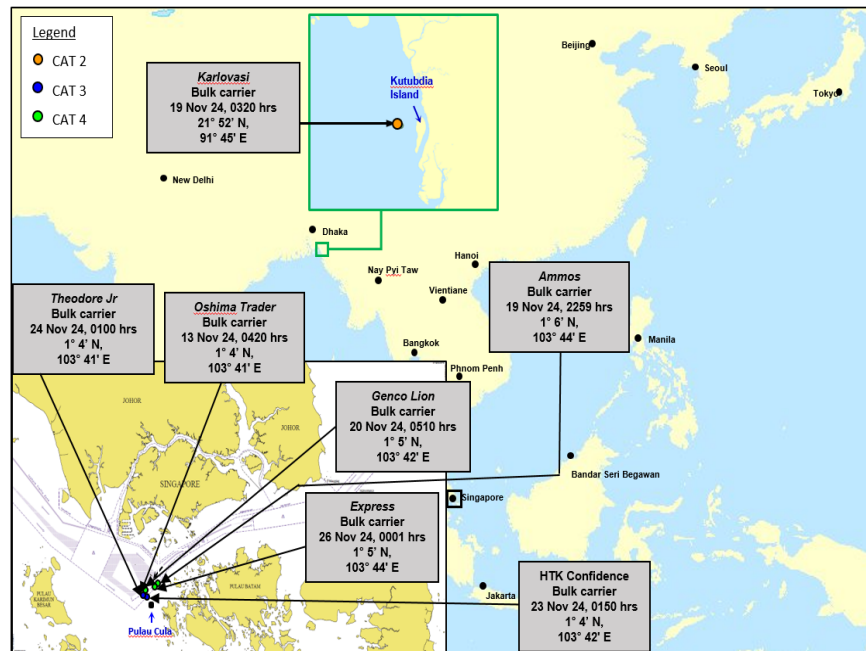 Legend
CAT 2
CAT 3
CAT 4
Karlovasi
Bulk carrier
19 Nov 24, 0320 hrs
21° 52' N,
91° 45' E
Kutubdia
Island
Beijing
Seoul
Tokyo
New Delhi
Dhaka
Nay Pyi Taw
Hanoi
Vientiane
Bangkok
Phnom Penh
Manila
Bandar Seri Begawan
Singapore
Jakarta
Theodore Jr
Bulk carrier
24 Nov 24, 0100 hrs
1° 4' N,
103° 41' E
Oshima Trader
Bulk carrier
13 Nov 24, 0420 hrs
1° 4' N,
103° 41' E
Ammos
Bulk carrier
19 Nov 24, 2259 hrs
1° 6' N,
103° 44' E
Genco Lion
Bulk carrier
20 Nov 24, 0510 hrs
1° 5' N,
103° 42' E
Express
Bulk carrier
26 Nov 24, 0001 hrs
1° 5' N,
103° 44' E
HTK Confidence
Bulk carrier
23 Nov 24, 0150 hrs
1° 4' N,
103° 42' E
JOHOR
JOHOR
SINGAPORE
PULAU BATAM
PULAU
KARIMUN
BESAR
Pulau Cula